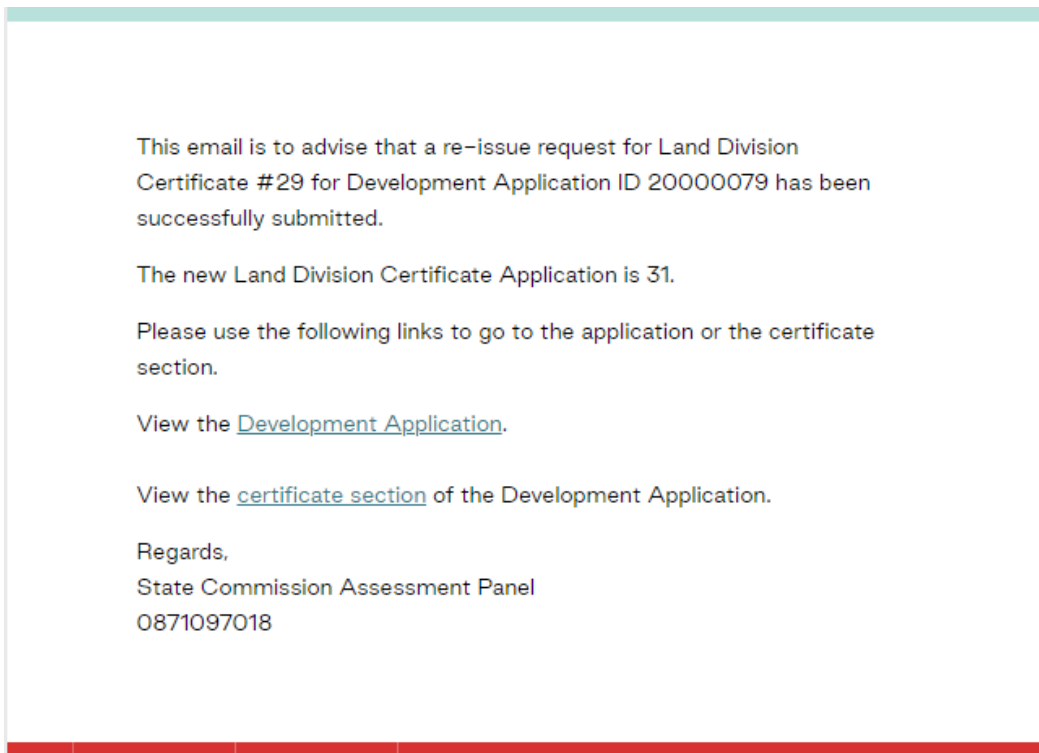 This email is to advise that a re-issue request for Land Division
Certificate #29 for Development Application ID 20000079 has been
successfully submitted.
The new Land Division Certificate Application is 31.
Please use the following links to go to the application or the certificate
section.
View the Development Application.
View the certificate section of the Development Application.
Regards,
State Commission Assessment Panel
0871097018